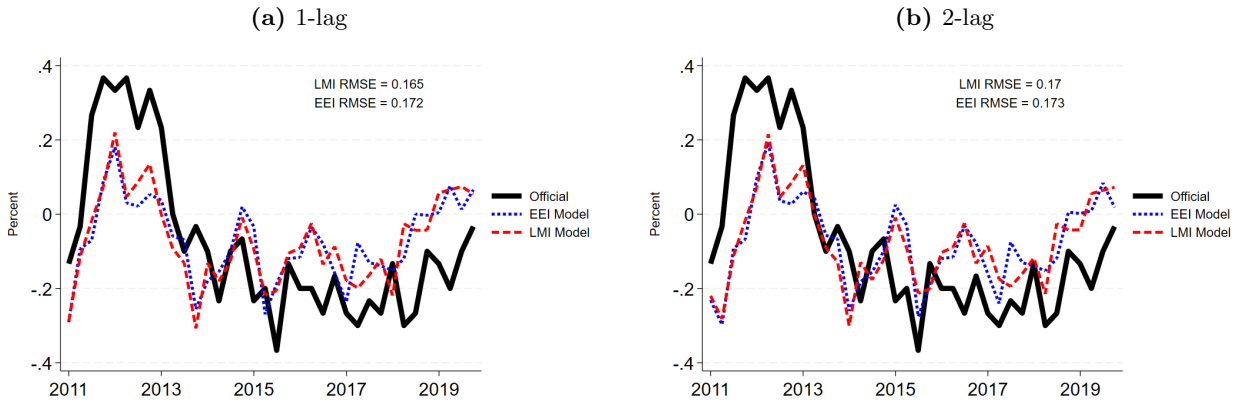 (a) 1-lag
Percent
.4
.2
0
-.2
-.4
2011 2013 2015 2017 2019
LMI RMSE = 0.165
EEI RMSE = 0.172
Official
EEI Model
LMI Model
(b) 2-lag
Percent
.4
.2
0
-.2
-.4
2011 2013 2015 2017 2019
LMI RMSE = 0.17
EEI RMSE = 0.173
Official
EEI Model
LMI Model